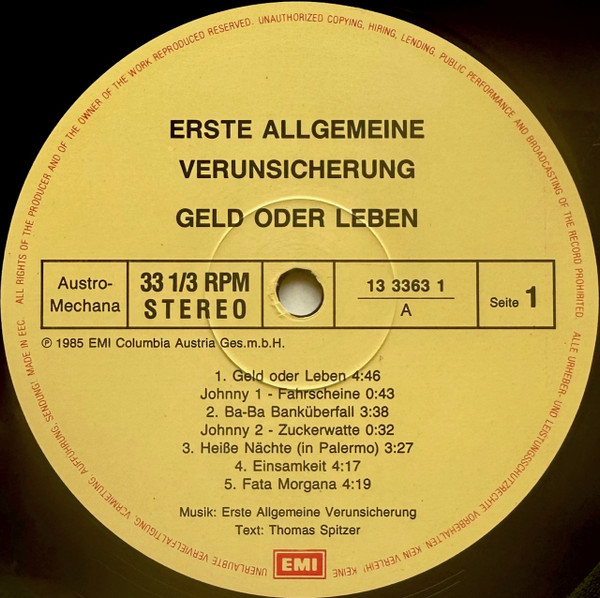 ERSTE ALLGEMEINE
VERUNSICHERUNG
GELD ODER LEBEN
Austro-
Mechana
33 1/3 RPM
STEREO
13 3363 1
A
Seite 1
℗ 1985 EMI Columbia Austria Ges.m.b.H.
1. Geld oder Leben 4:46
Johnny 1 - Fahrscheine 0:43
2. Ba-Ba Banküberfall 3:38
Johnny 2 - Zuckerwatte 0:32
3. Heiße Nächte (in Palermo) 3:27
4. Einsamkeit 4:17
5. Fata Morgana 4:19
Musik: Erste Allgemeine Verunsicherung
Text: Thomas Spitzer
EMI
MADE IN EEC. ALL RIGHTS OF THE PRODUCER AND OF THE OWNER OF THE WORK REPRODUCED RESERVED. UNAUTHORIZED COPYING, HIRING, LENDING, PUBLIC PERFORMANCE AND BROADCASTING OF THE RECORD PROHIBITED.
ALLE URHEBER- UND LEISTUNGSSCHUTZRECHTE VORBEHALTEN. KEIN VERLEIH! KEINE UNERLAUBTE VERVIELFÄLTIGUNG, VERMIETUNG, AUFFÜHRUNG, SENDUNG!